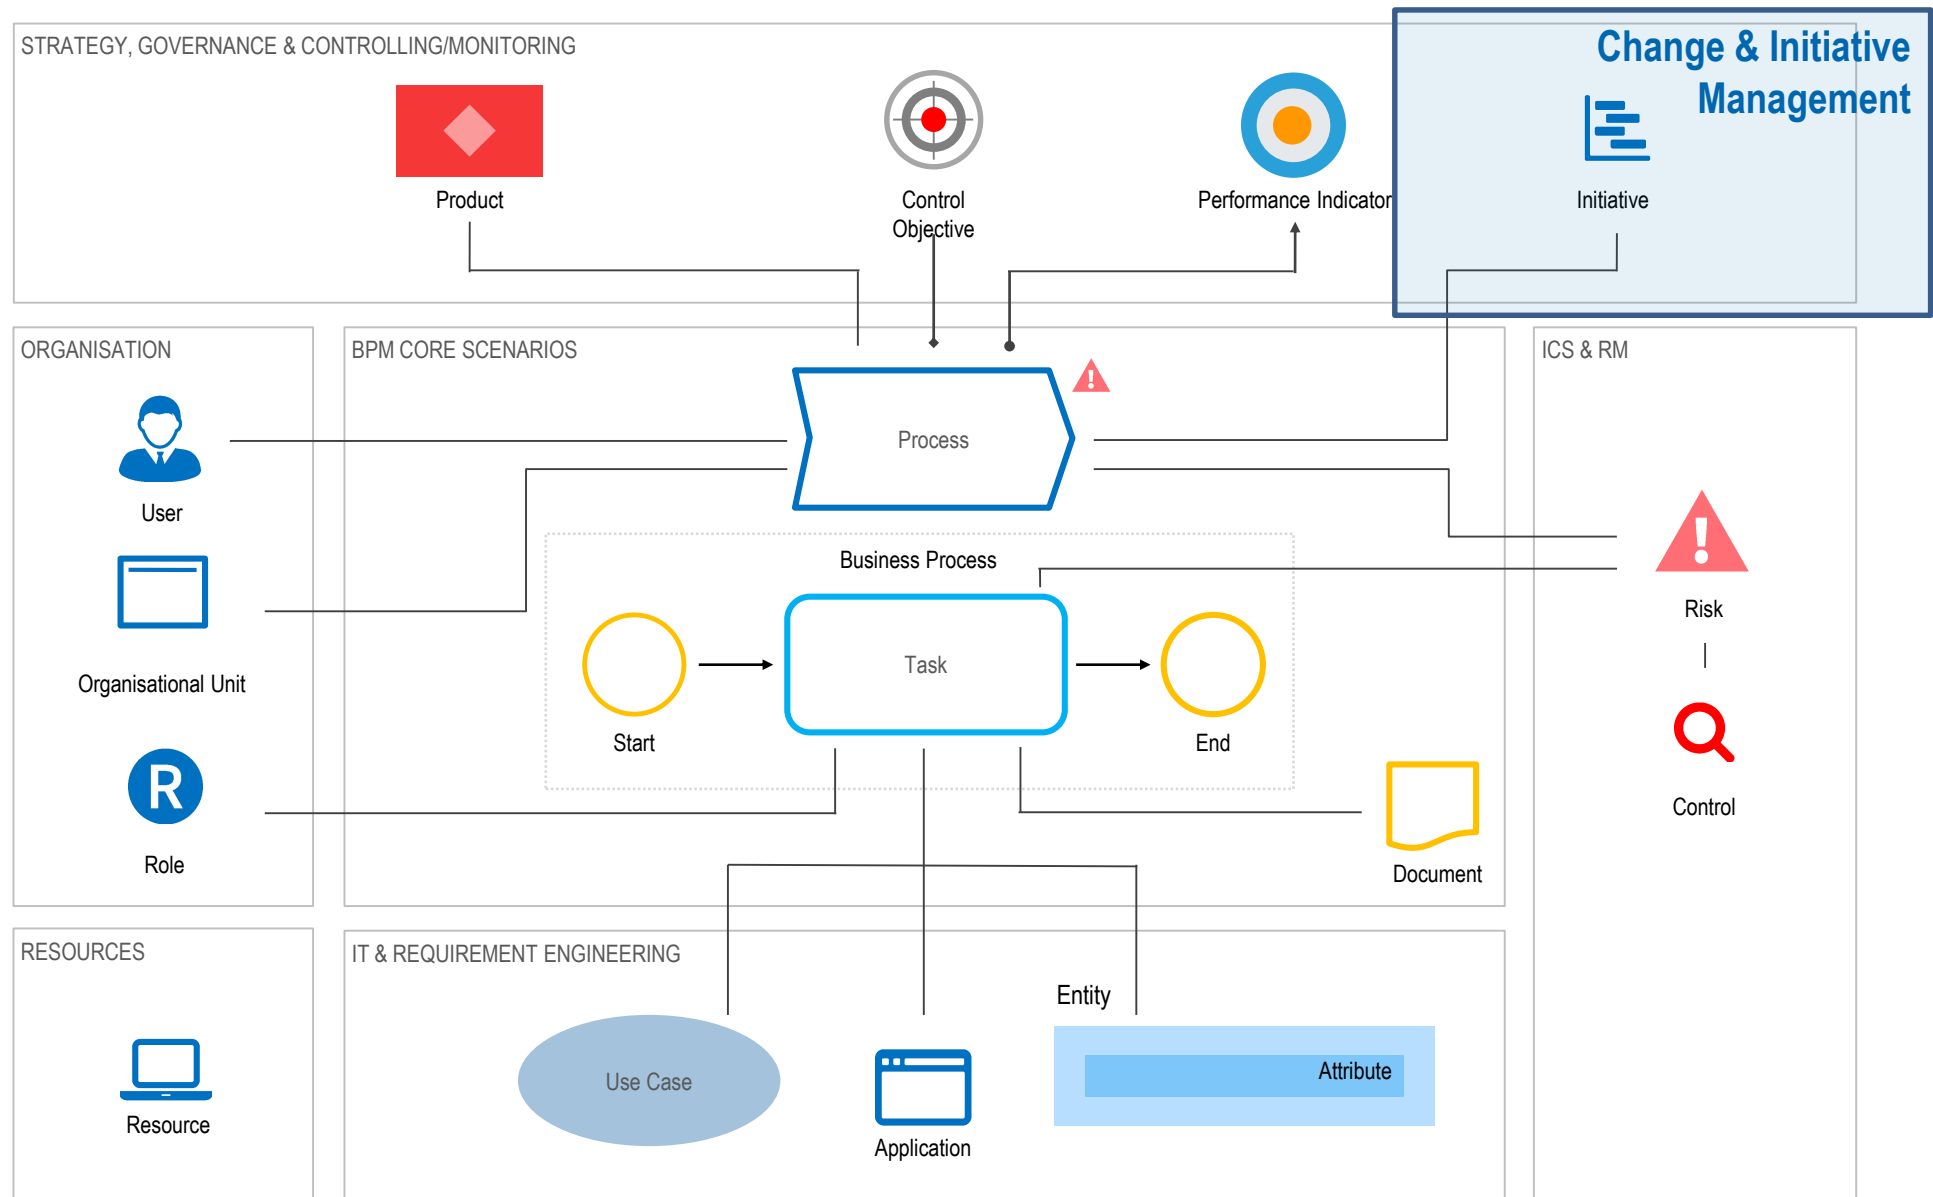 STRATEGY, GOVERNANCE & CONTROLLING/MONITORING
Change & Initiative
Management
Product
Control
Objective
Performance Indicator
Initiative
ORGANISATION
BPM CORE SCENARIOS
ICS & RM
Process
User
Business Process
Risk
Task
Organisational Unit
Start
End
R
Control
Role
Document
RESOURCES
IT & REQUIREMENT ENGINEERING
Entity
Attribute
Use Case
Resource
Application